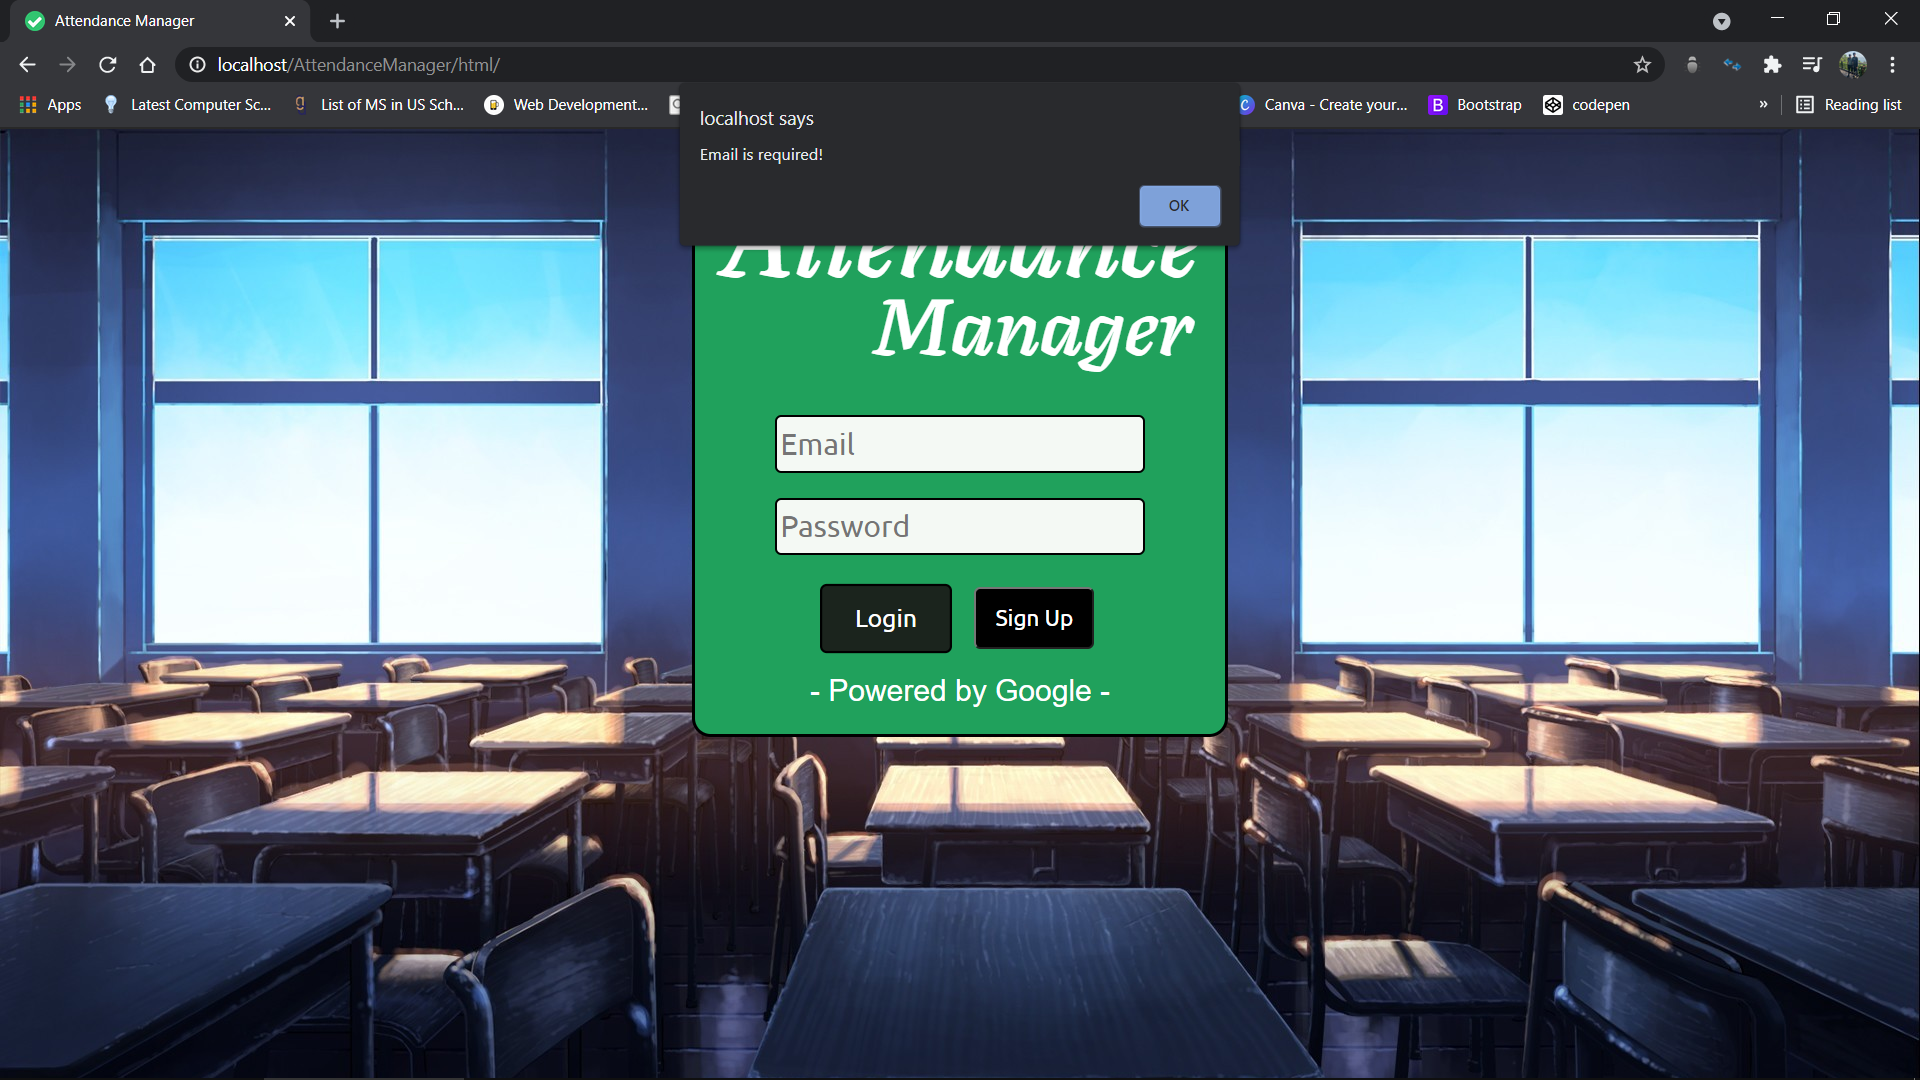 Attendance Manager
localhost/AttendanceManager/html/
Apps
Latest Computer Sc...
List of MS in US Sch...
Web Development...
Canva - Create your...
Bootstrap
codepen
»
Reading list
localhost says
Email is required!
OK
Attendance
Manager
Email
Password
Login
Sign Up
- Powered by Google -